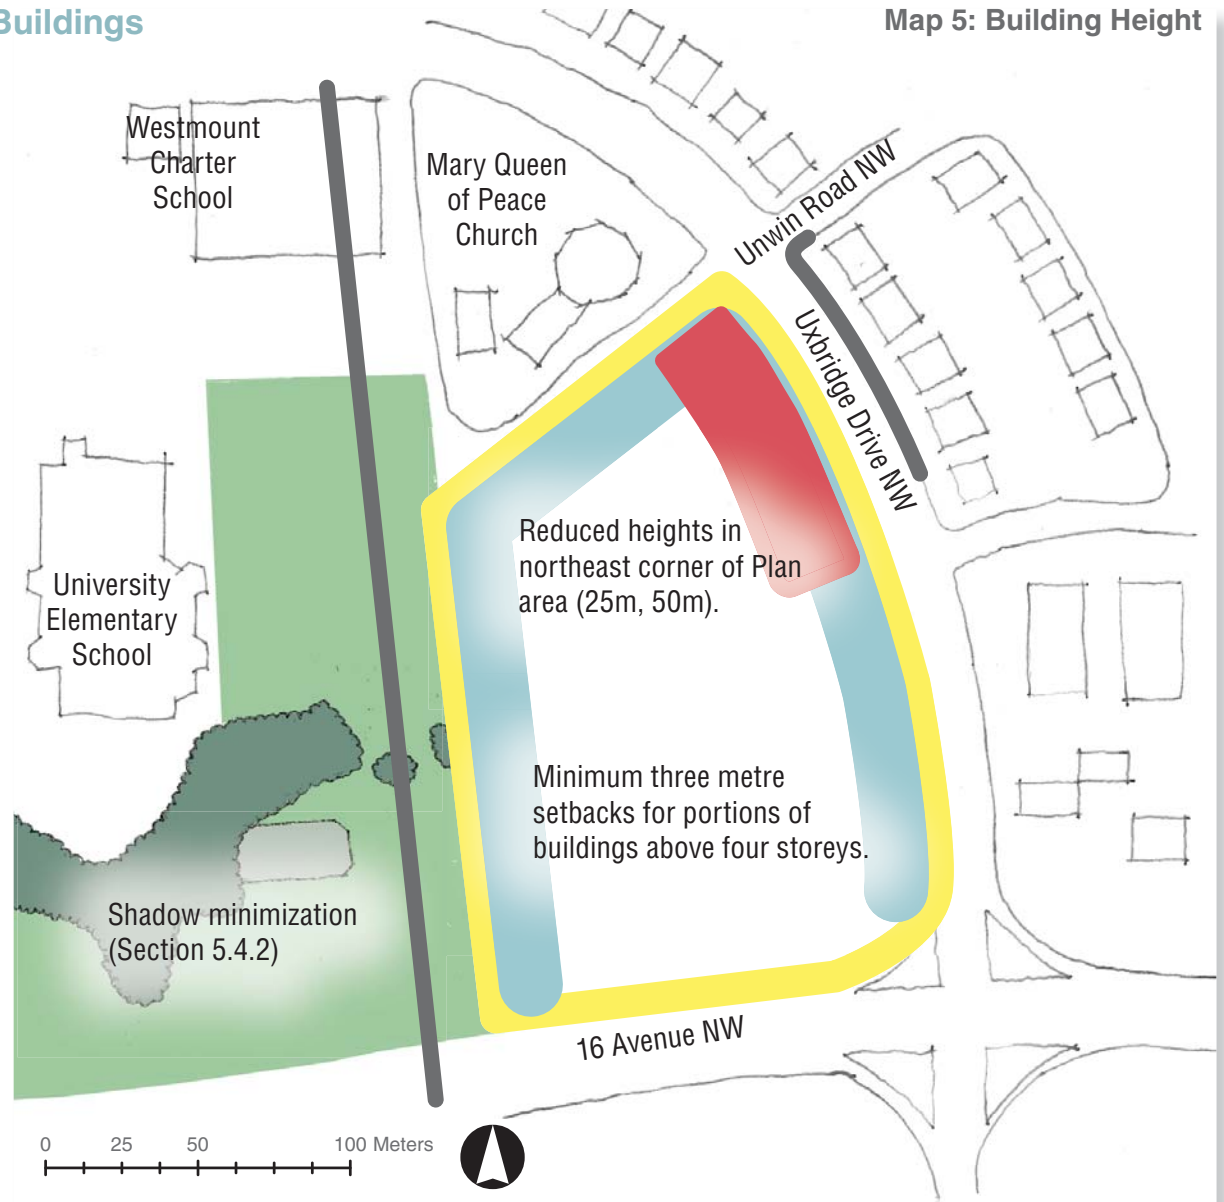 Buildings
Map 5: Building Height
Westmount
Charter
School
Mary Queen
of Peace
Church
Unwin Road NW
Uxbridge Drive NW
Reduced heights in
northeast corner of Plan
area (25m, 50m).
University
Elementary
School
Minimum three metre
setbacks for portions of
buildings above four storeys.
Shadow minimization
(Section 5.4.2)
16 Avenue NW
0 25 50 100 Meters